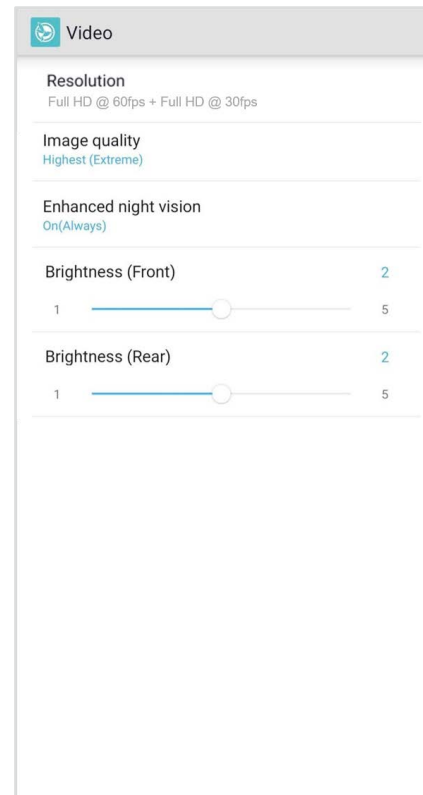 Video
Resolution
Full HD @ 60fps + Full HD @ 30fps
Image quality
Highest (Extreme)
Enhanced night vision
On(Always)
Brightness (Front) 2
1 5
Brightness (Rear) 2
1 5